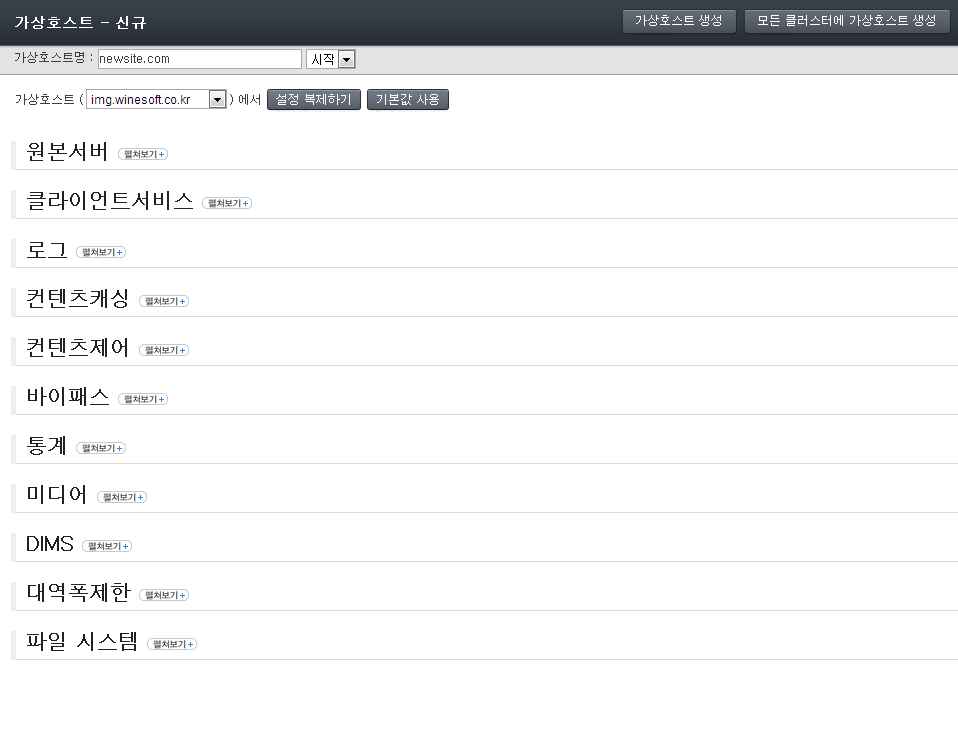 가상호스트 - 신규 가상호스트 생성 모든 클러스터에 가상호스트 생성
가상호스트명 : newsite.com 시작
가상호스트 ( img.winesoft.co.kr ) 에서 설정 복제하기 기본값 사용
원본서버 펼쳐보기+
클라이언트서비스 펼쳐보기+
로그 펼쳐보기+
컨텐츠캐싱 펼쳐보기+
컨텐츠제어 펼쳐보기+
바이패스 펼쳐보기+
통계 펼쳐보기+
미디어 펼쳐보기+
DIMS 펼쳐보기+
대역폭제한 펼쳐보기+
파일 시스템 펼쳐보기+